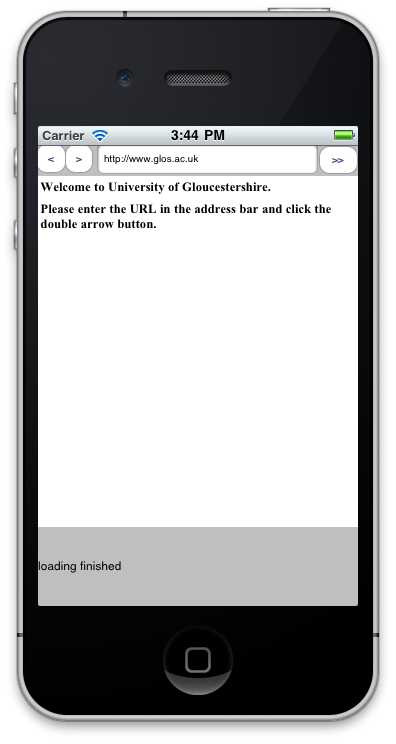 Carrier 3:44 PM
< > http://www.glos.ac.uk >>
Welcome to University of Gloucestershire.
Please enter the URL in the address bar and click the
double arrow button.
loading finished